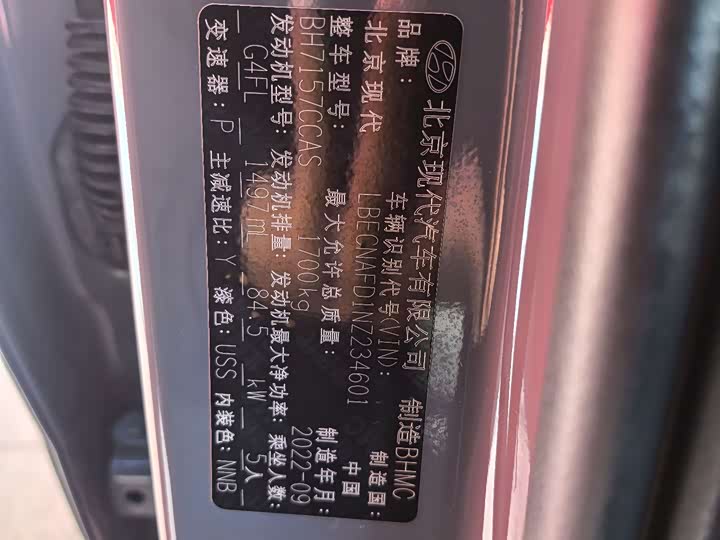 北京现代汽车有限公司 制造BHMC
品牌: 车辆识别代号(VIN): 制造国:
北京现代 LBECNAFD1NZ234601 中国
整车型号: 最大允许总质量: 制造年月:
BH7157CCAS 1700kg 2022-09
发动机型号: 发动机排量: 发动机最大净功率: 乘坐人数:
G4FL 1497mL 84.5 kW 5人
变速器: P 主减速比: Y 漆色: USS 内装色: NNB